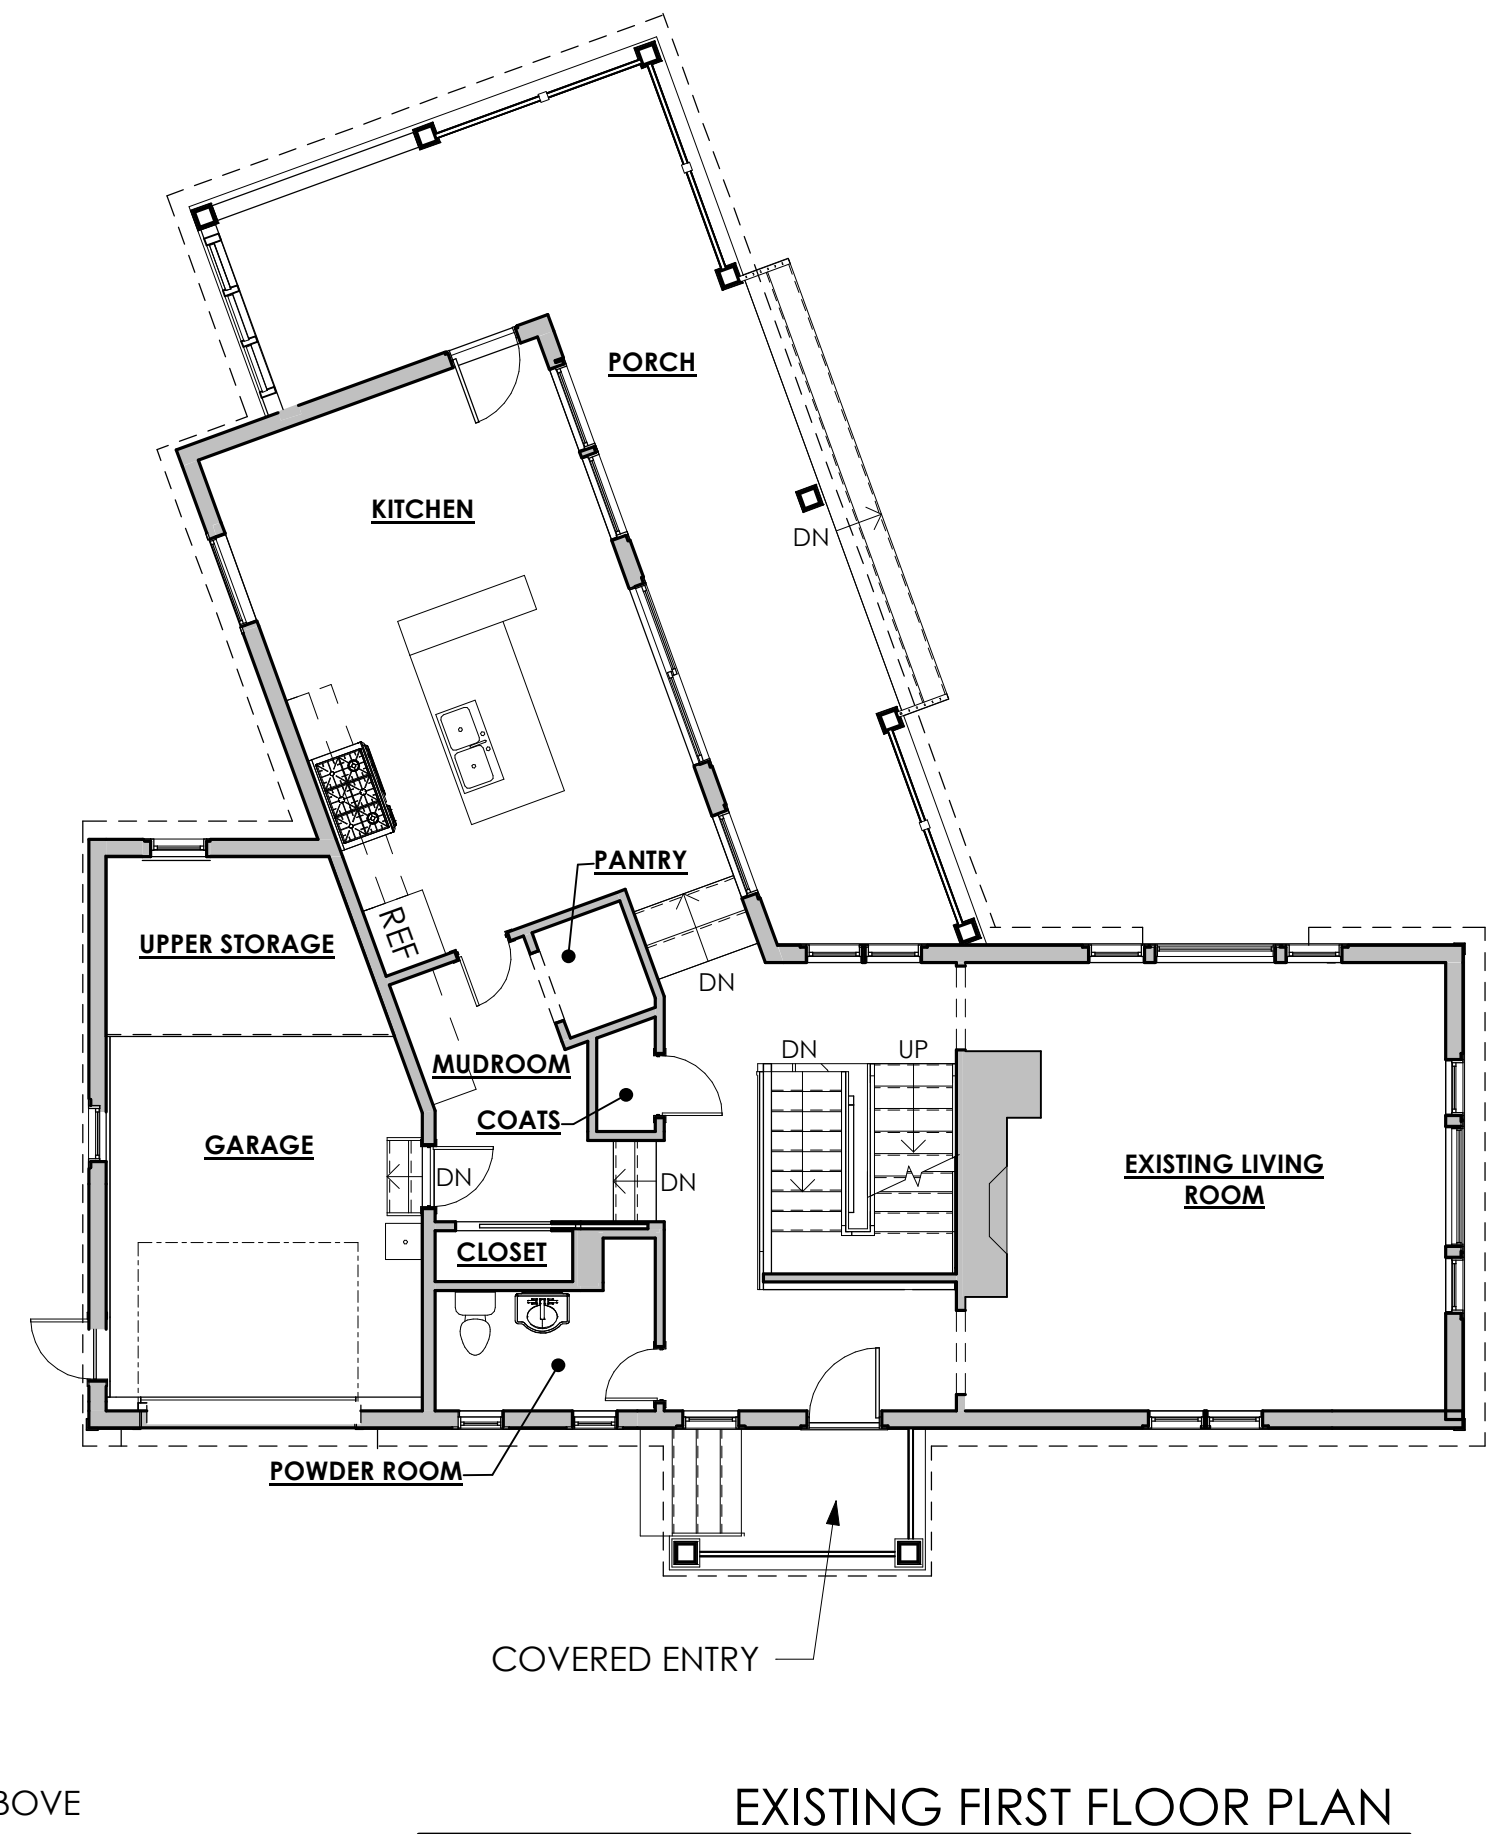 PORCH
KITCHEN
DN
PANTRY
REF
UPPER STORAGE
DN
DN
UP
MUDROOM
COATS
GARAGE
EXISTING LIVING
ROOM
DN
DN
CLOSET
POWDER ROOM
COVERED ENTRY
BOVE
EXISTING FIRST FLOOR PLAN